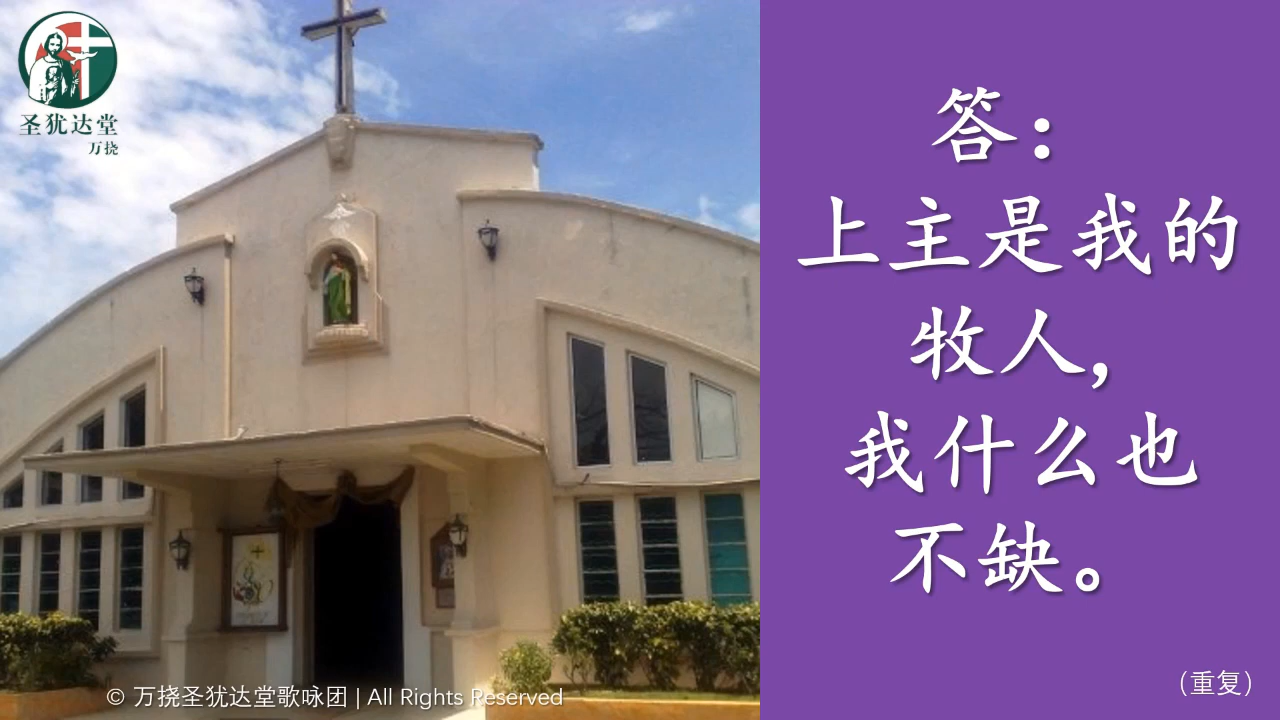 圣犹达堂
万挠
答：
上主是我的
牧人，
我什么也
不缺。
（重复）
© 万挠圣犹达堂歌咏团 | All Rights Reserved